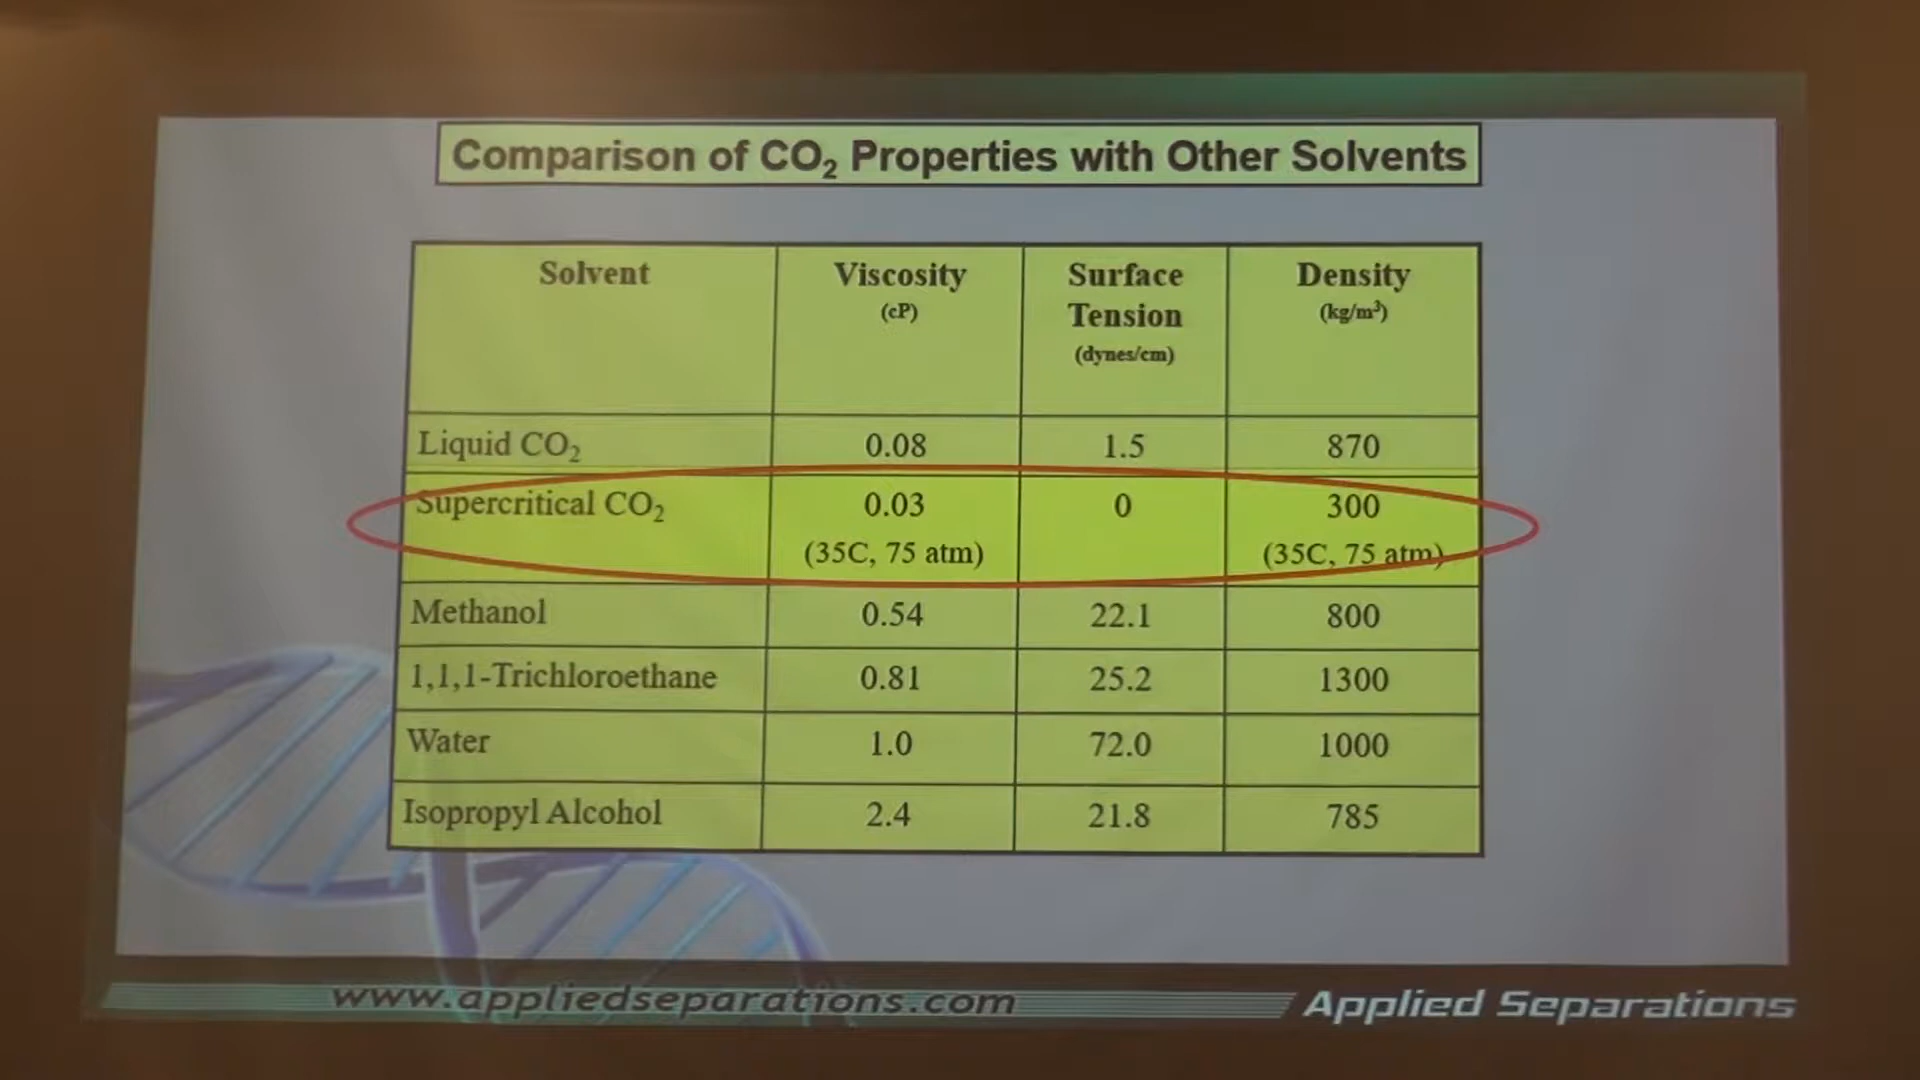 Comparison of CO₂ Properties with Other Solvents
Solvent Viscosity (cP) Surface Tension (dynes/cm) Density (kg/m³)
Liquid CO₂ 0.08 1.5 870
Supercritical CO₂ 0.03 (35C, 75 atm) 0 300 (35C, 75 atm)
Methanol 0.54 22.1 800
1,1,1-Trichloroethane 0.81 25.2 1300
Water 1.0 72.0 1000
Isopropyl Alcohol 2.4 21.8 785
www.appliedseparations.com Applied Separations